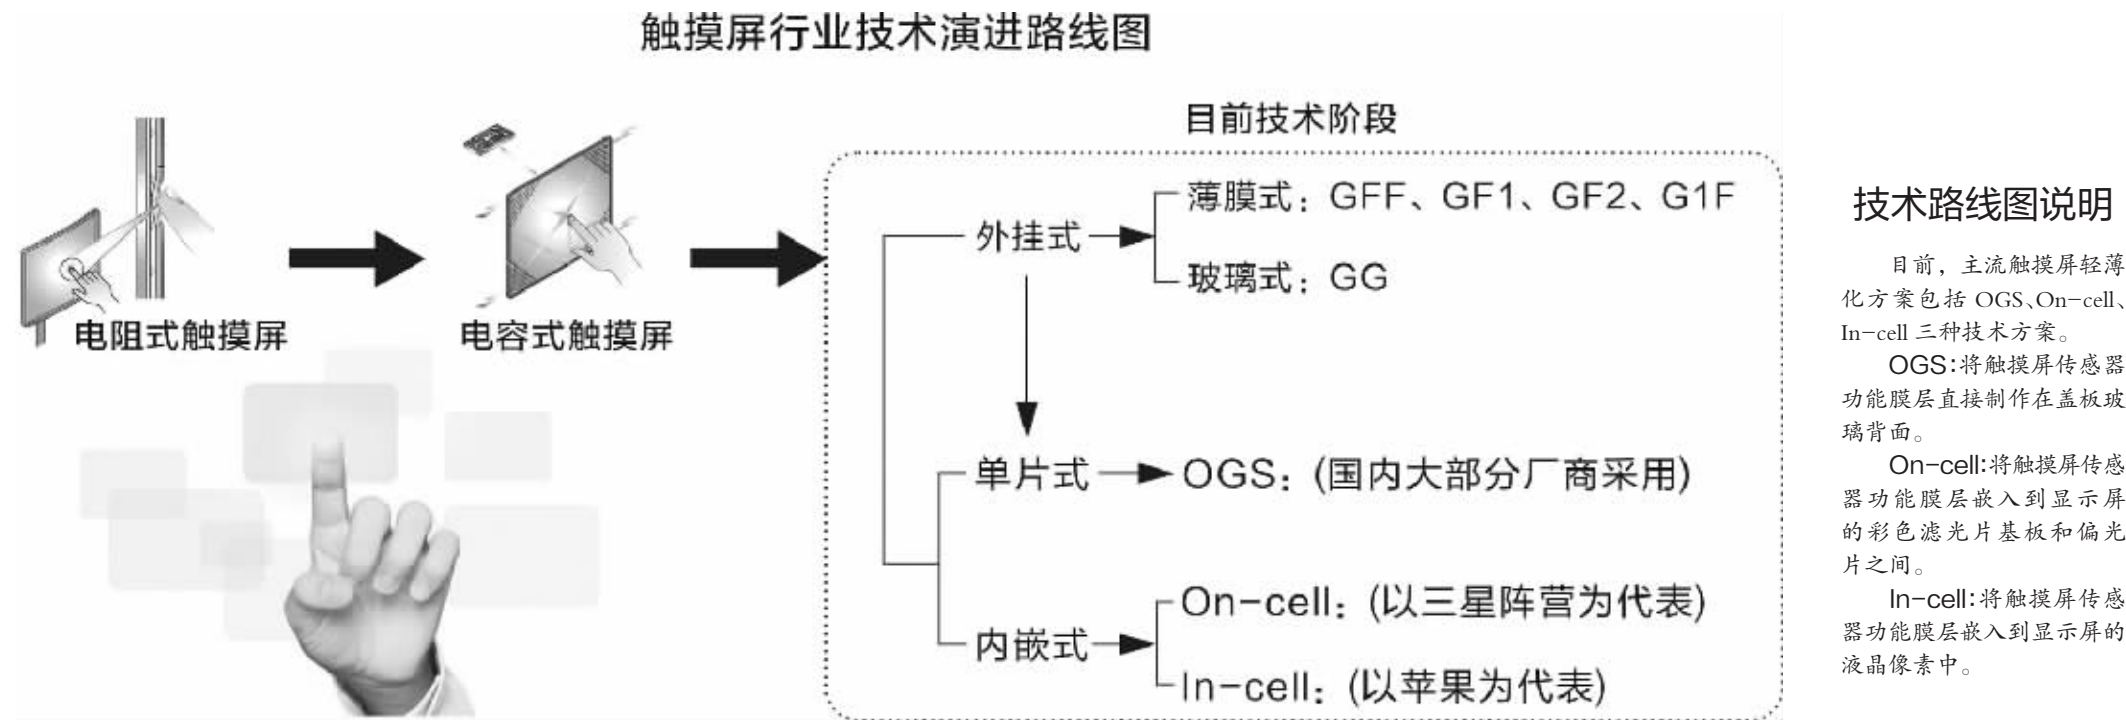 触摸屏行业技术演进路线图
目前技术阶段
电阻式触摸屏
电容式触摸屏
外挂式
薄膜式：GFF、GF1、GF2、G1F
玻璃式：GG
单片式
OGS：(国内大部分厂商采用)
内嵌式
On-cell：(以三星阵营为代表)
In-cell：(以苹果为代表)
技术路线图说明
目前，主流触摸屏轻薄
化方案包括 OGS、On-cell、
In-cell 三种技术方案。
OGS：将触摸屏传感器
功能膜层直接制作在盖板玻
璃背面。
On-cell：将触摸屏传感
器功能膜层嵌入到显示屏
的彩色滤光片基板和偏光
片之间。
In-cell：将触摸屏传感
器功能膜层嵌入到显示屏的
液晶像素中。